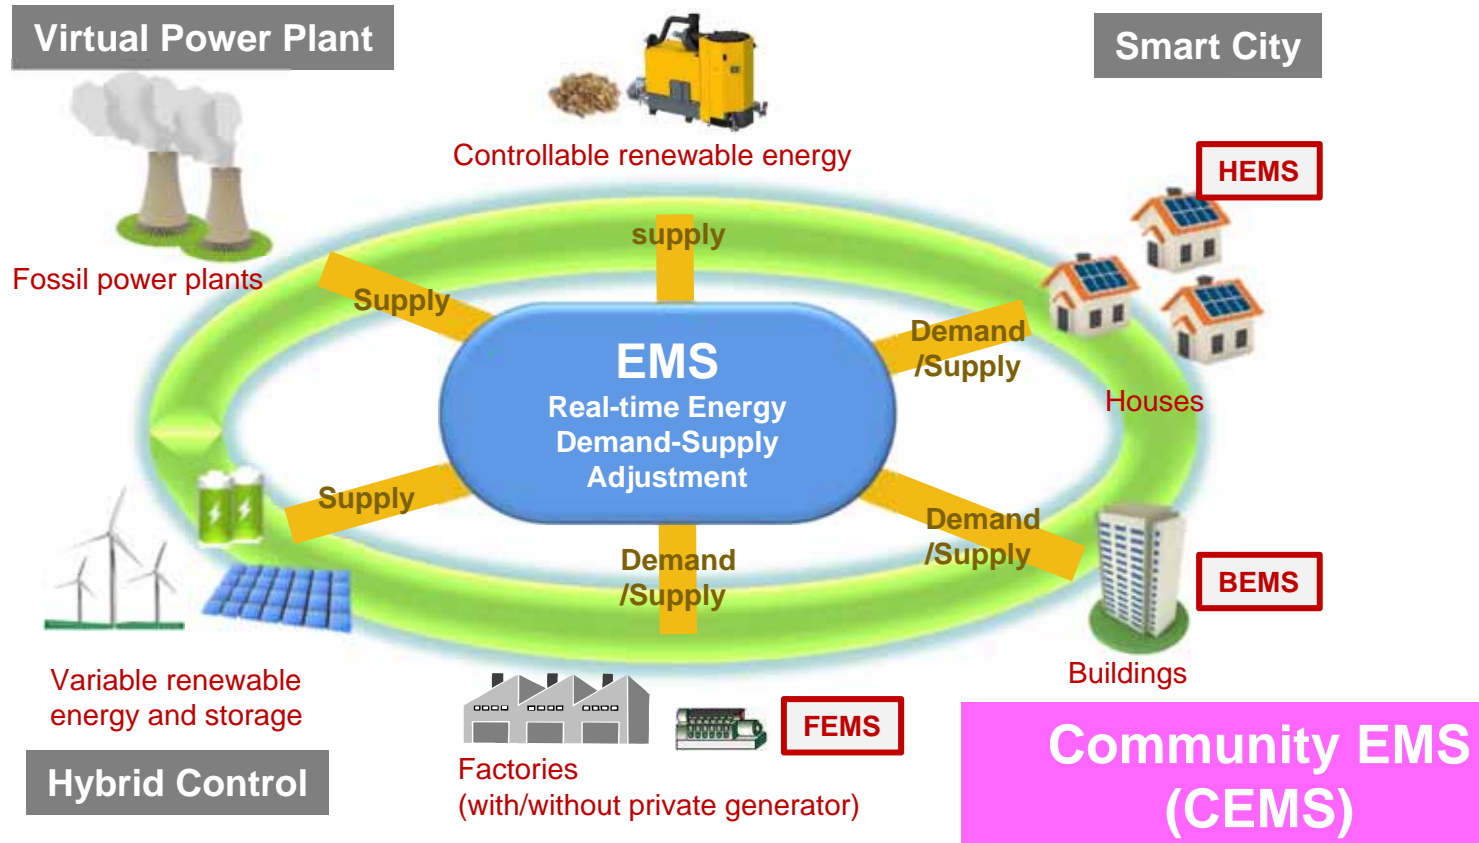 Virtual Power Plant
Smart City
Controllable renewable energy
HEMS
supply
Fossil power plants
Supply
Demand
/Supply
EMS
Real-time Energy
Demand-Supply
Adjustment
Houses
Supply
Demand
/Supply
Demand
/Supply
BEMS
Variable renewable
energy and storage
Buildings
FEMS
Hybrid Control
Factories
(with/without private generator)
Community EMS
(CEMS)